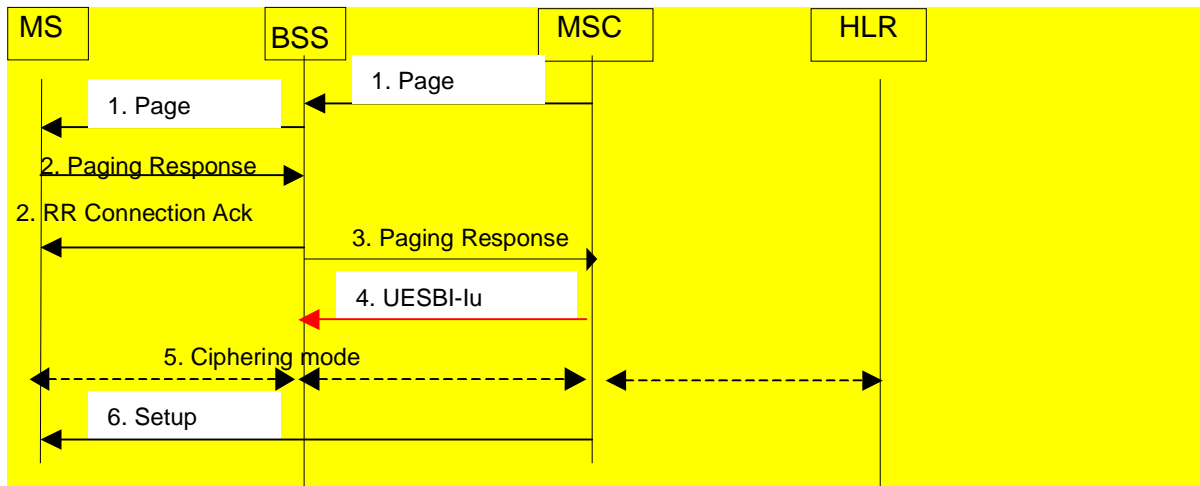 MS
BSS
MSC
HLR
1. Page
1. Page
2. Paging Response
2. RR Connection Ack
3. Paging Response
4. UESBI-Iu
5. Ciphering mode
6. Setup